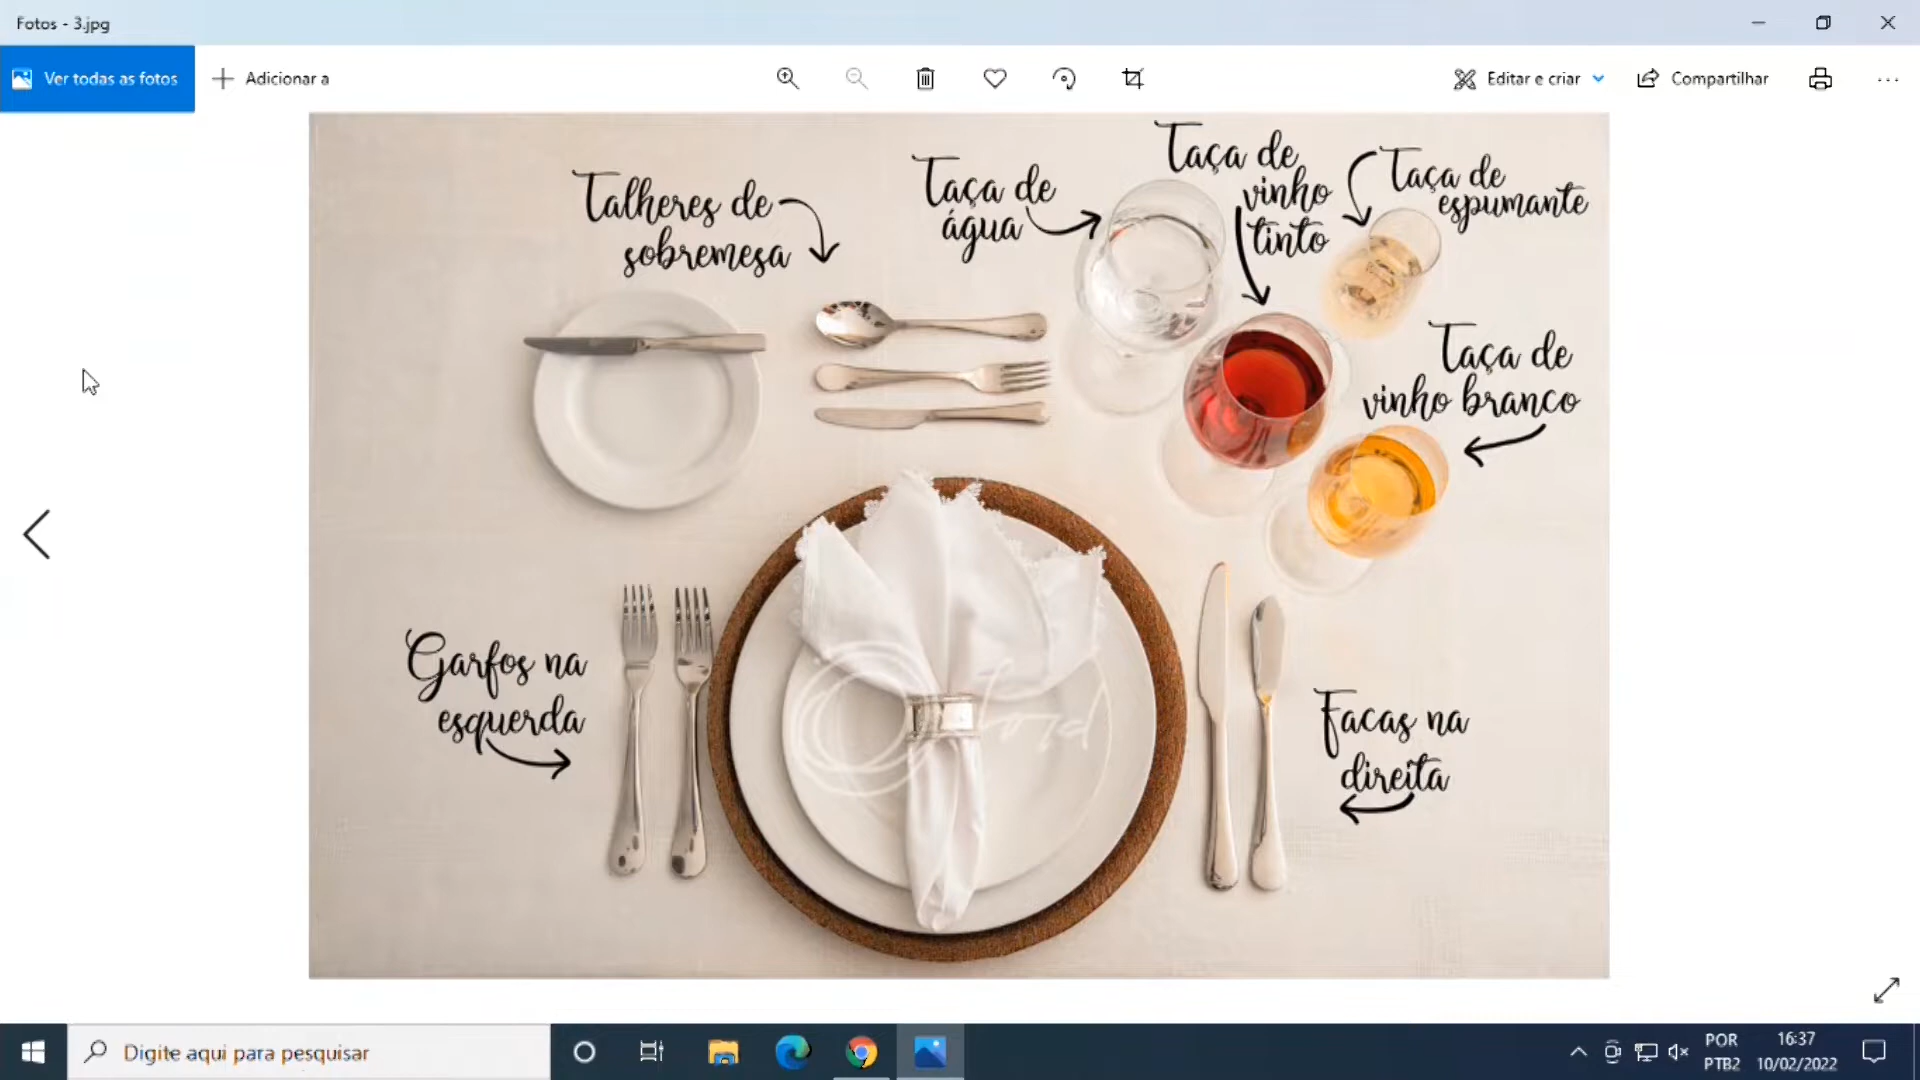 Fotos - 3.jpg
Ver todas as fotos
Adicionar a
Editar e criar
Compartilhar
Talheres de
sobremesa
Taça de
água
Taça de
vinho
tinto
Taça de
espumante
Taça de
vinho branco
Garfos na
esquerda
Facas na
direita
Digite aqui para pesquisar
POR
PTB2
16:37
10/02/2022